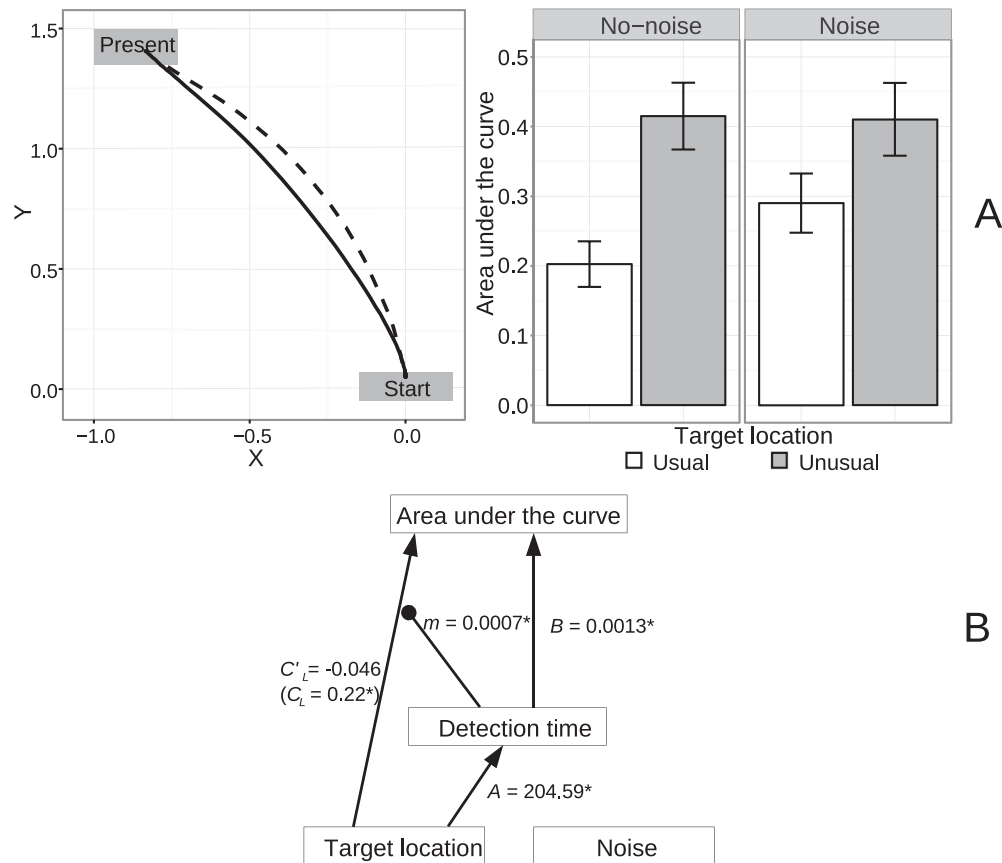 1.5
1.0
0.5
0.0
Y
Present
Start
−1.0
−0.5
0.0
X
No−noise
Noise
0.5
0.4
0.3
0.2
0.1
0.0
Area under the curve
Target location
Usual
Unusual
A
Area under the curve
m = 0.0007*
B = 0.0013*
C'L = -0.046
(CL = 0.22*)
Detection time
A = 204.59*
Target location
Noise
B